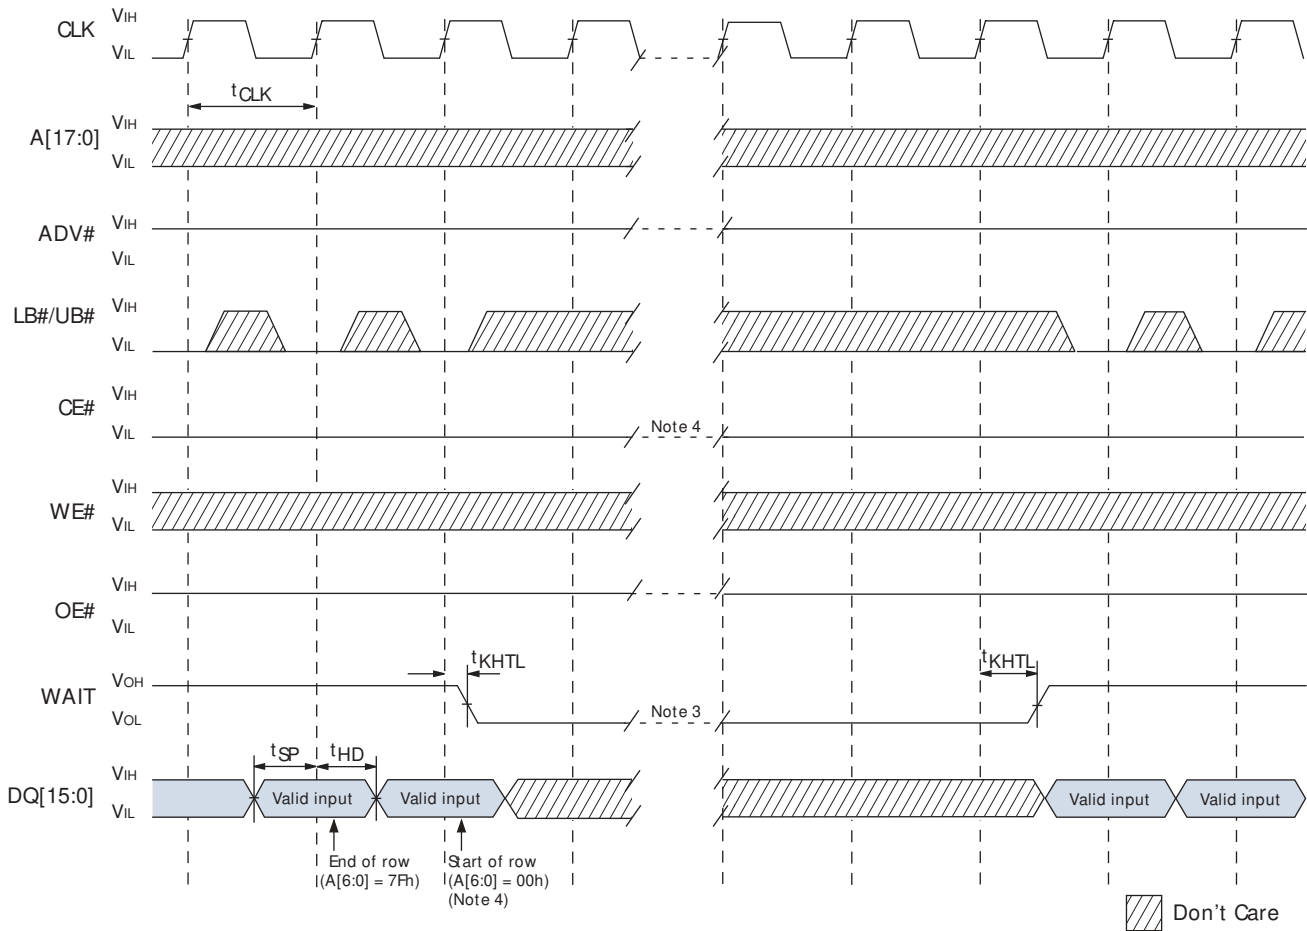 CLK
VIH
VIL
tCLK
A[17:0]
VIH
VIL
ADV#
VIH
VIL
LB#/UB#
VIH
VIL
CE#
VIH
VIL
Note 4
WE#
VIH
VIL
OE#
VIH
VIL
WAIT
VOH
VOL
tKHTL
tKHTL
Note 3
DQ[15:0]
VIH
VIL
tSP
tHD
Valid input
Valid input
Valid input
Valid input
End of row
(A[6:0] = 7Fh)
Start of row
(A[6:0] = 00h)
(Note 4)
Don't Care